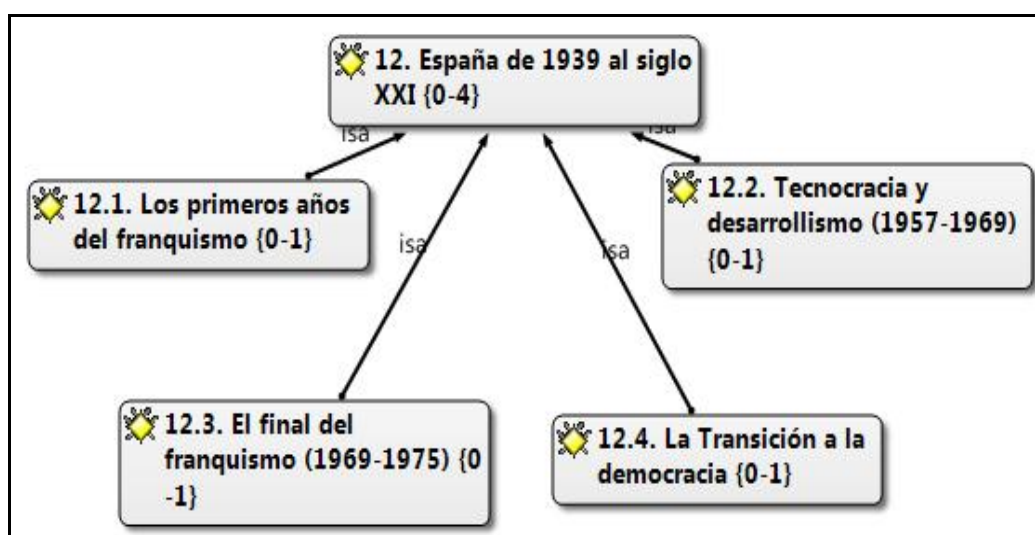 12. España de 1939 al siglo
XXI {0-4}
isa
isa
12.1. Los primeros años
del franquismo {0-1}
12.2. Tecnocracia y
desarrollismo (1957-1969)
{0-1}
isa
isa
12.3. El final del
franquismo (1969-1975) {0
-1}
12.4. La Transición a la
democracia {0-1}